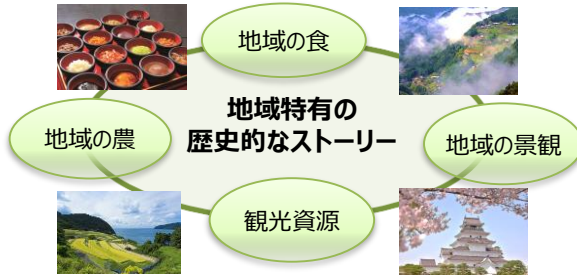 地域の食
地域特有の
歴史的なストーリー
地域の農
地域の景観
観光資源